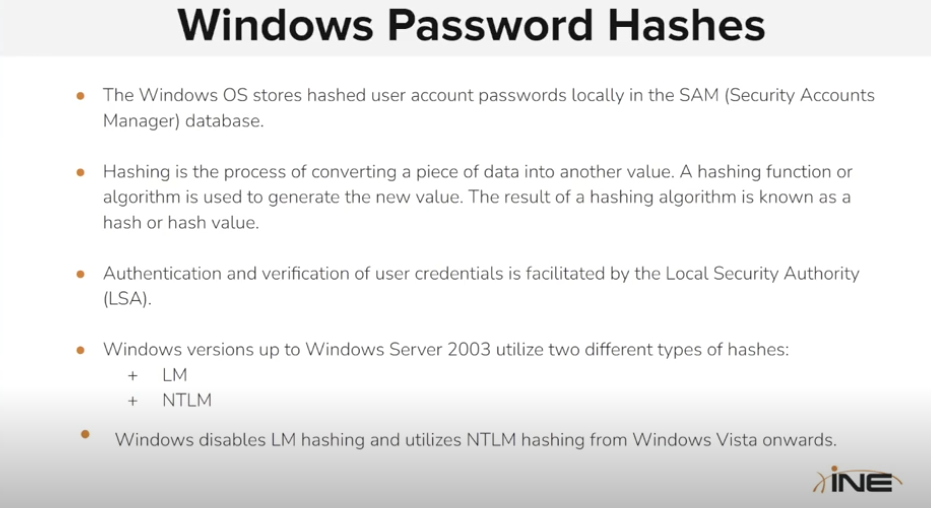 Windows Password Hashes
• The Windows OS stores hashed user account passwords locally in the SAM (Security Accounts
Manager) database.
• Hashing is the process of converting a piece of data into another value. A hashing function or
algorithm is used to generate the new value. The result of a hashing algorithm is known as a
hash or hash value.
• Authentication and verification of user credentials is facilitated by the Local Security Authority
(LSA).
• Windows versions up to Windows Server 2003 utilize two different types of hashes:
+ LM
+ NTLM
• Windows disables LM hashing and utilizes NTLM hashing from Windows Vista onwards.
INE